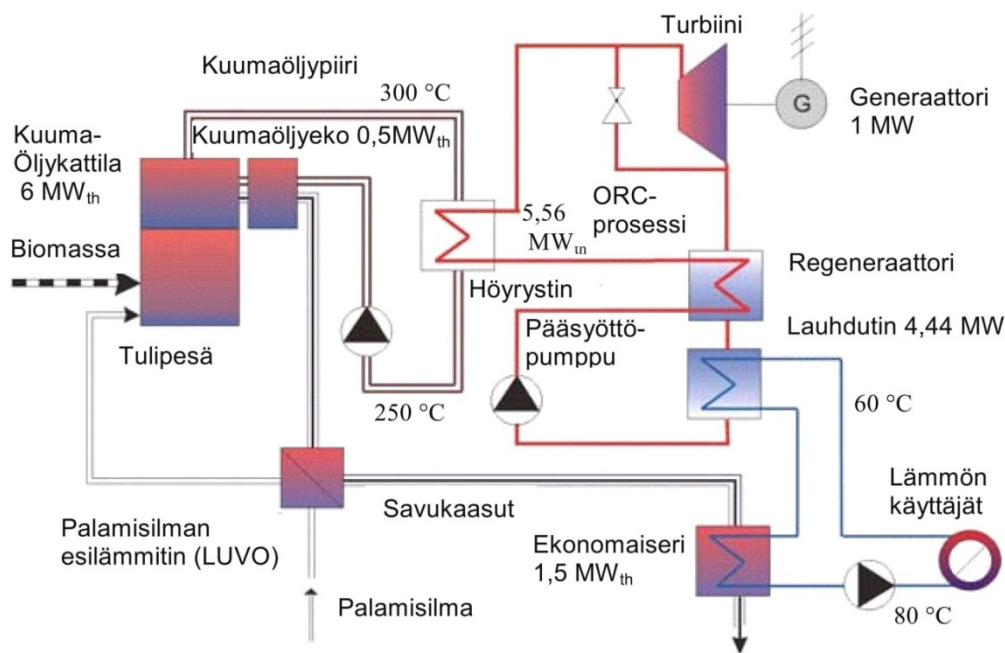 Turbiini
Kuumaöljypiiri
300 °C
Kuumaöljyeko 0,5MWth
Kuuma-
Öljykattila
6 MWth
G
Generaattori
1 MW
ORC-
prosessi
5,56
Biomassa
Höyrystin
Regeneraattori
Tulipesä
Pääsyöttö-
pumppu
Lauhdutin 4,44 MW
250 °C
60 °C
Savukaasut
Lämmön
käyttäjät
Palamisilman
esilämmitin (LUVO)
Ekonomaiseri
1,5 MWth
Palamisilma
80 °C